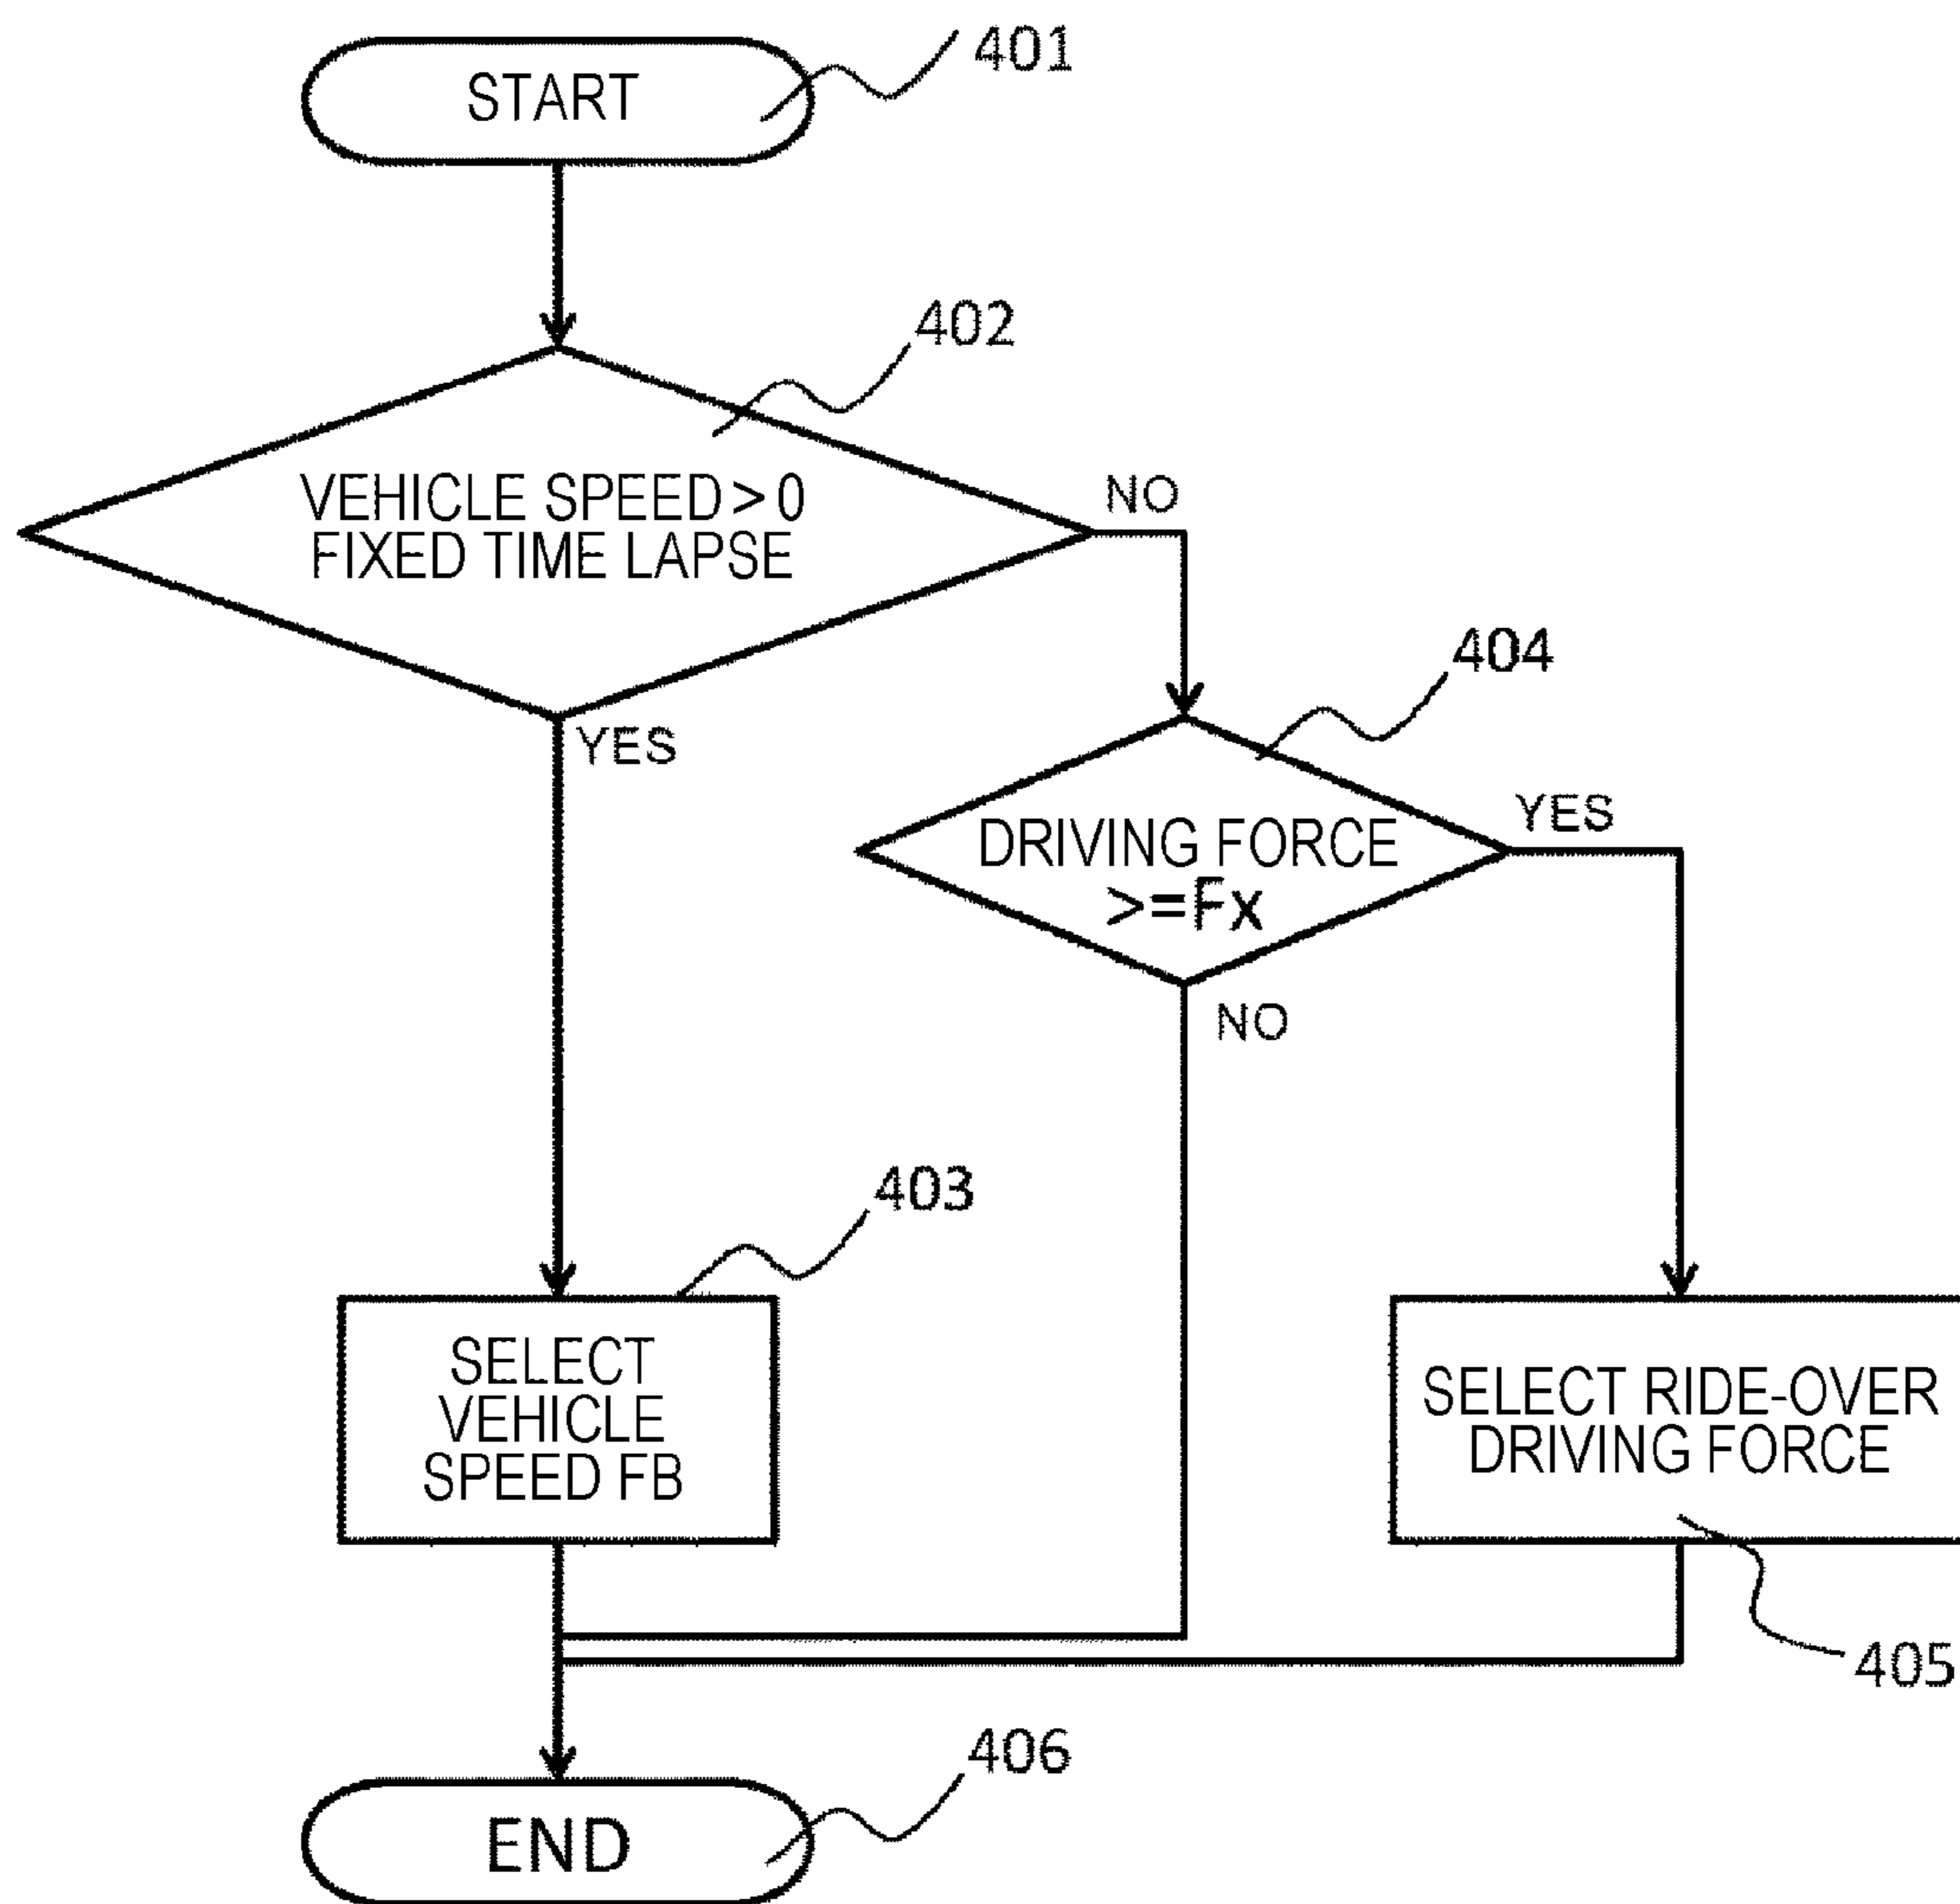 START
401
402
VEHICLE SPEED > 0
FIXED TIME LAPSE
NO
YES
404
DRIVING FORCE
>=Fx
YES
NO
403
SELECT
VEHICLE
SPEED FB
SELECT RIDE-OVER
DRIVING FORCE
405
406
END